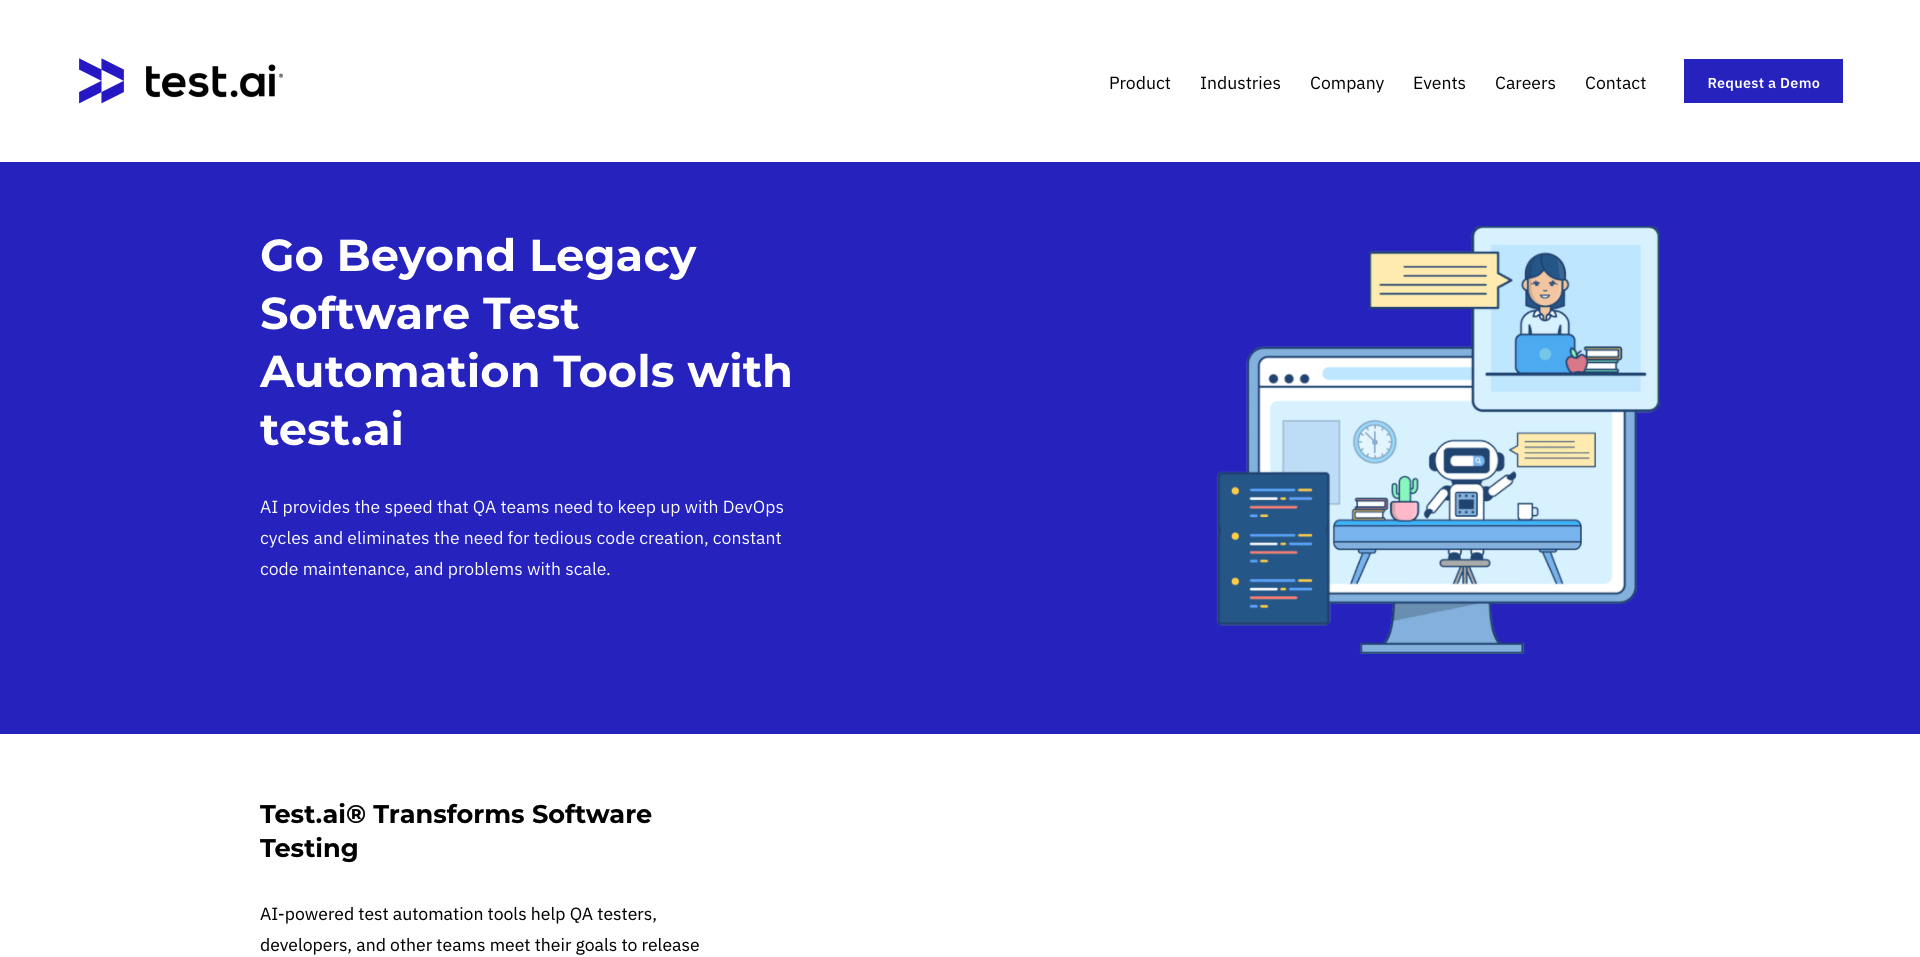 test.ai
Product Industries Company Events Careers Contact Request a Demo
Go Beyond Legacy
Software Test
Automation Tools with
test.ai
AI provides the speed that QA teams need to keep up with DevOps
cycles and eliminates the need for tedious code creation, constant
code maintenance, and problems with scale.
Test.ai® Transforms Software
Testing
AI-powered test automation tools help QA testers,
developers, and other teams meet their goals to release